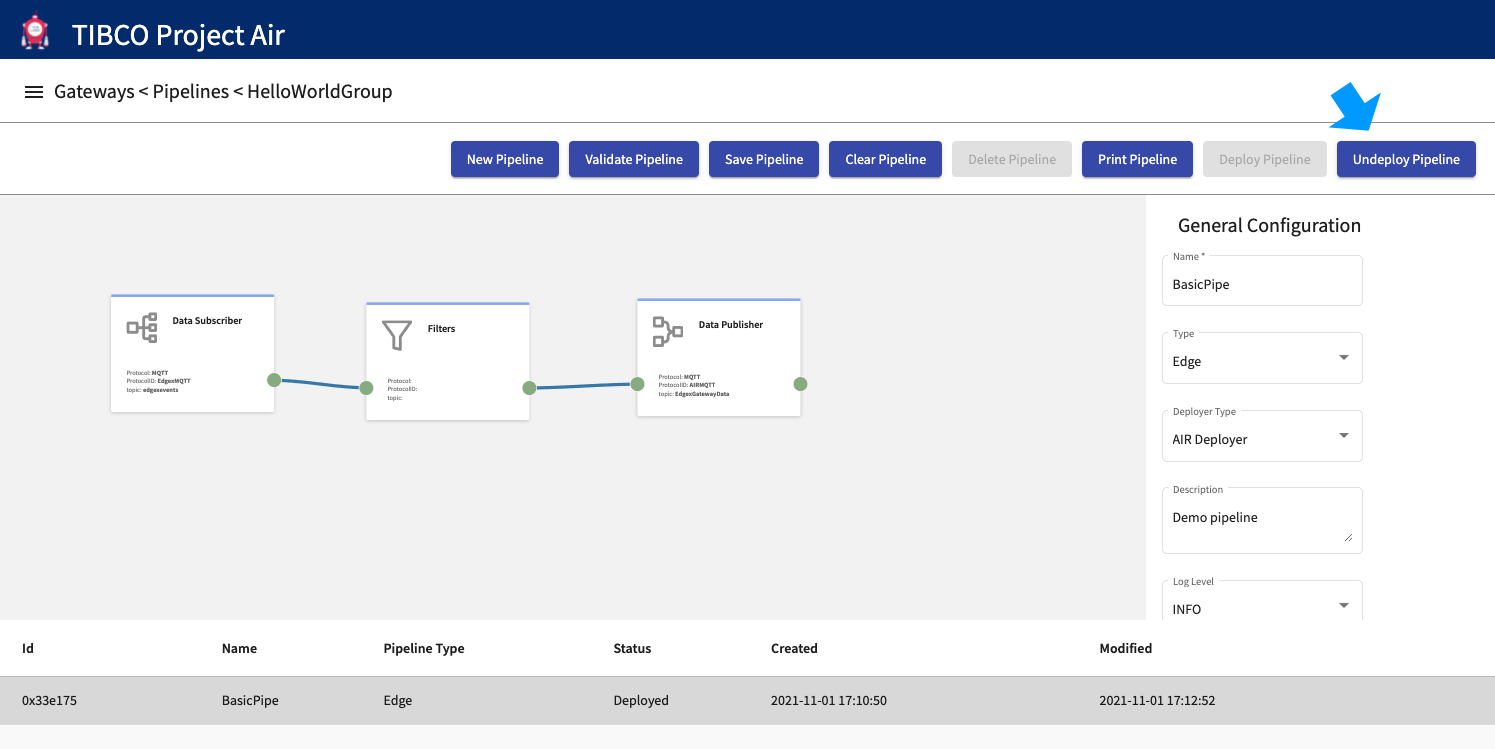 TIBCO Project Air
Gateways < Pipelines < HelloWorldGroup
New Pipeline Validate Pipeline Save Pipeline Clear Pipeline Delete Pipeline Print Pipeline Deploy Pipeline Undeploy Pipeline
Data Subscriber
Protocol: MQTT
ProtocolID: EdgexMQTT
topic: edgexevents
Filters
Protocol:
ProtocolID:
topic:
Data Publisher
Protocol: MQTT
ProtocolID: AIRMQTT
topic: EdgexGatewayData
General Configuration
Name *
BasicPipe
Type
Edge
Deployer Type
AIR Deployer
Description
Demo pipeline
Log Level
INFO
Id Name Pipeline Type Status Created Modified
0x33e175 BasicPipe Edge Deployed 2021-11-01 17:10:50 2021-11-01 17:12:52